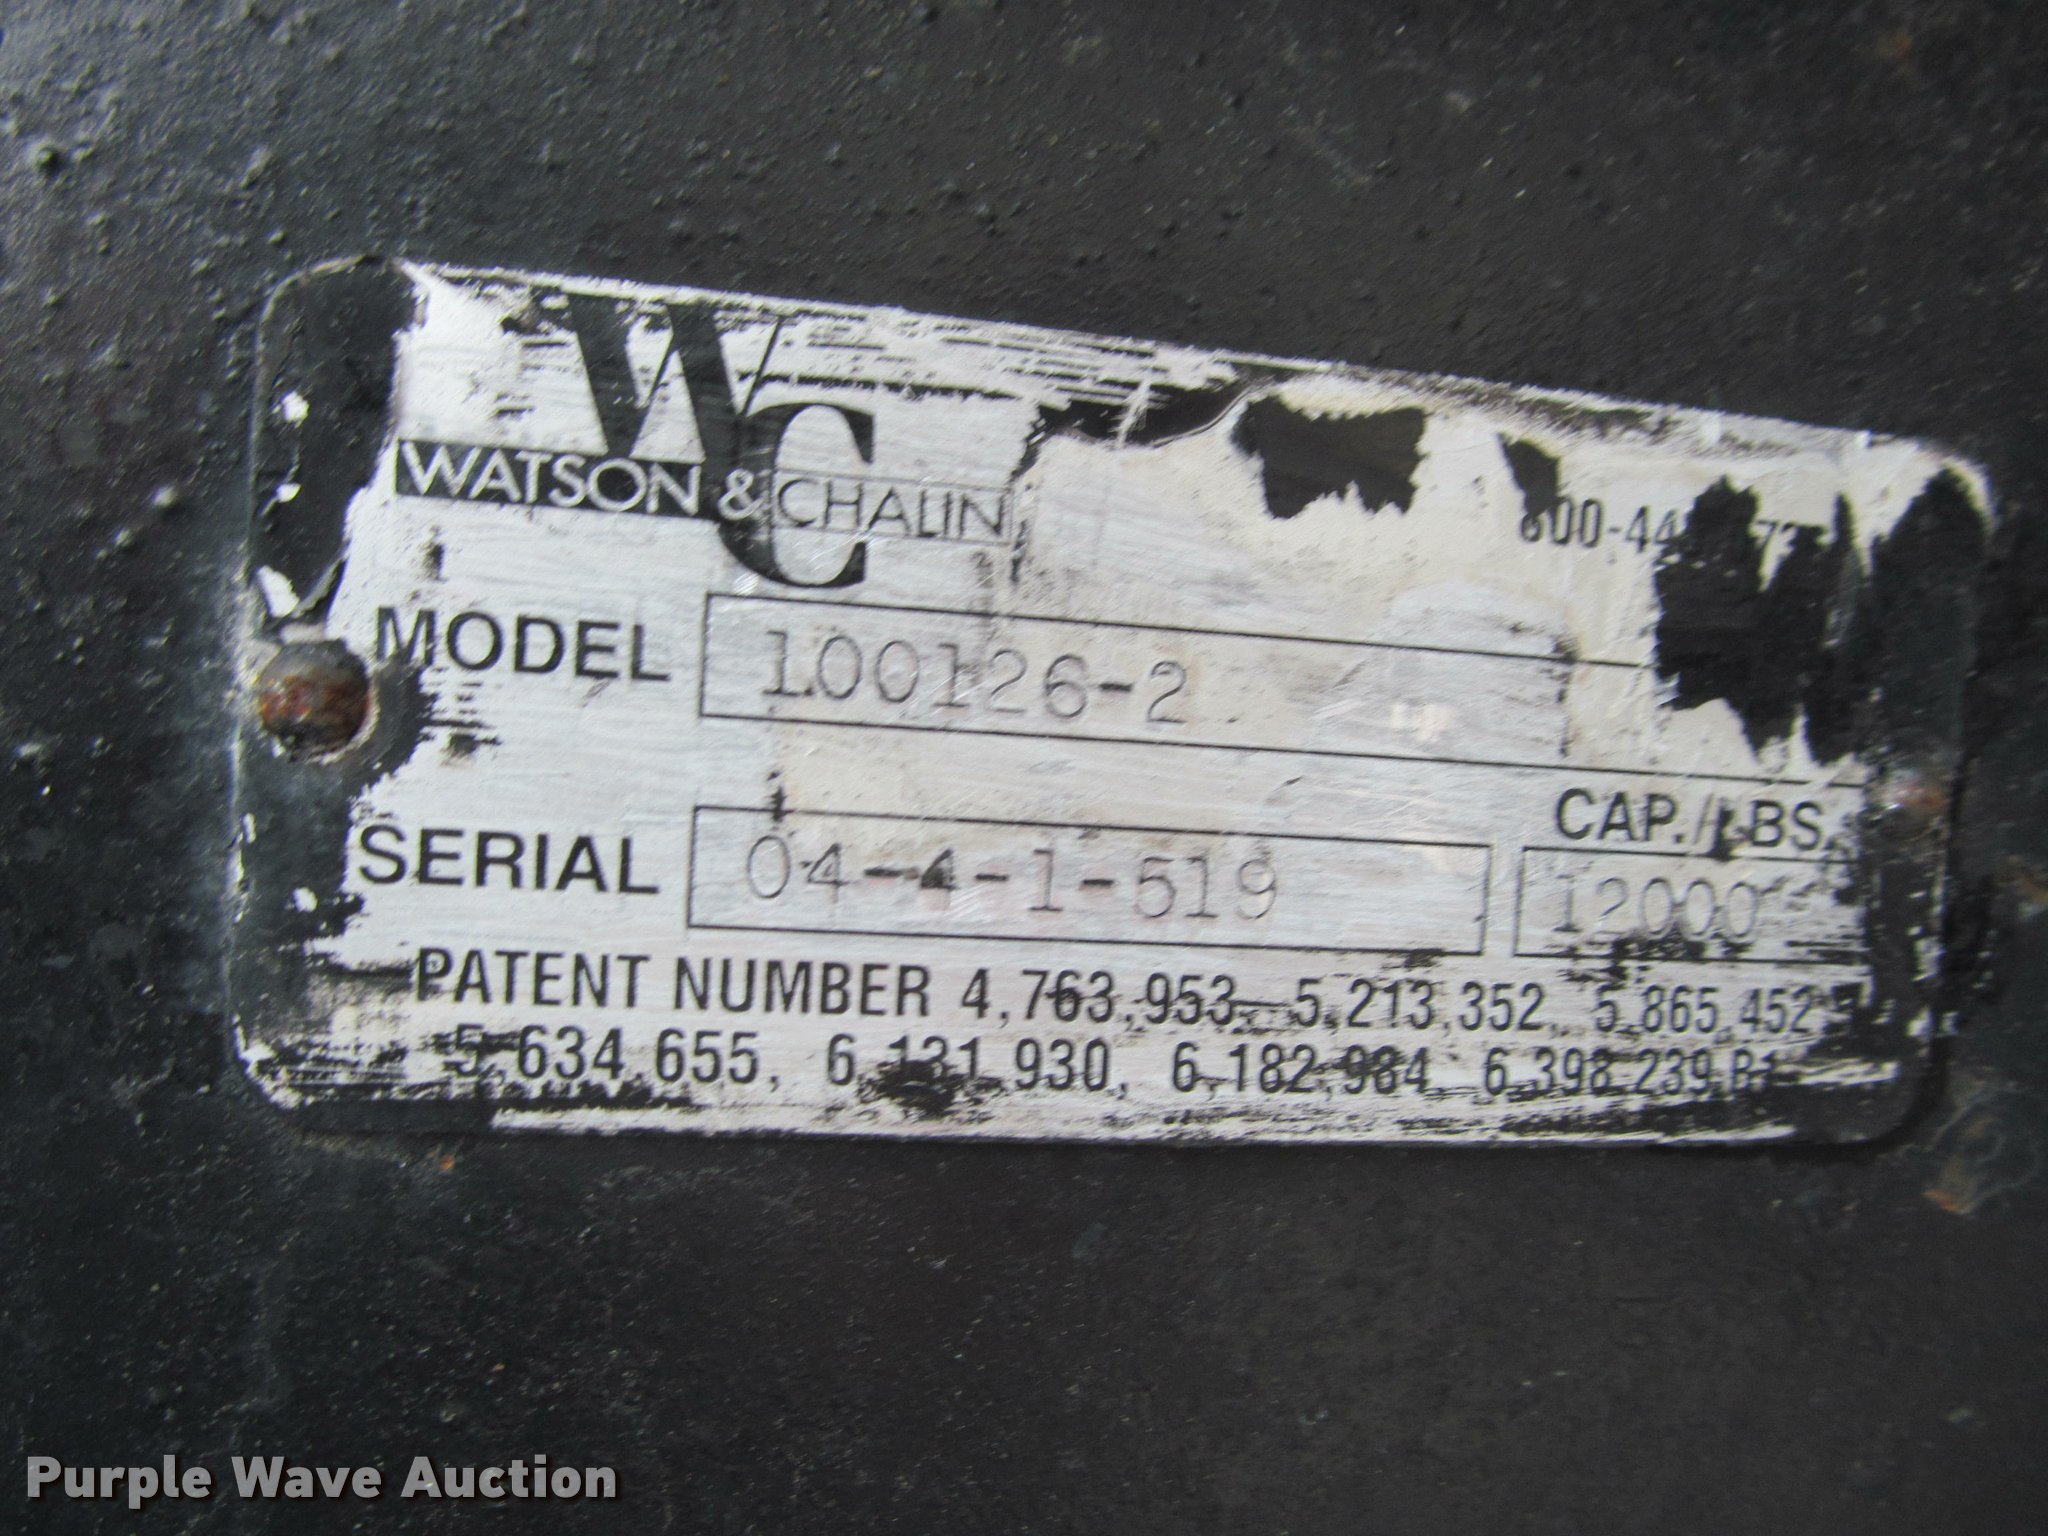 WC
WATSON & CHALIN
MODEL 100126-2
CAP./LBS.
SERIAL 04-4-1-519 12000
PATENT NUMBER 4,763,953, 5,213,352, 5,865,452
5,634,655, 6,131,930, 6,182,984, 6,398,239,B1
Purple Wave Auction